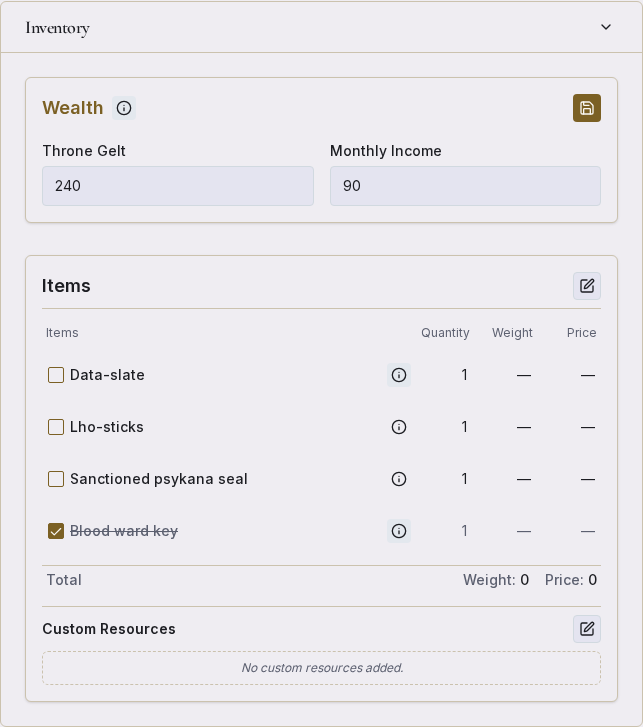 Inventory
Wealth
Throne Gelt Monthly Income
240 90
Items
Items Quantity Weight Price
Data-slate 1 — —
Lho-sticks 1 — —
Sanctioned psykana seal 1 — —
Blood ward key 1 — —
Total Weight: 0 Price: 0
Custom Resources
No custom resources added.